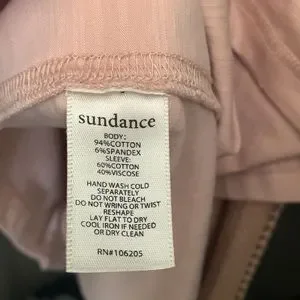 sundance
BODY:
94%COTTON
6%SPANDEX
SLEEVE:
60%COTTON
40%VISCOSE
HAND WASH COLD
SEPARATELY
DO NOT BLEACH
DO NOT WRING OR TWIST
RESHAPE
LAY FLAT TO DRY
COOL IRON IF NEEDED
OR DRY CLEAN
RN#106205